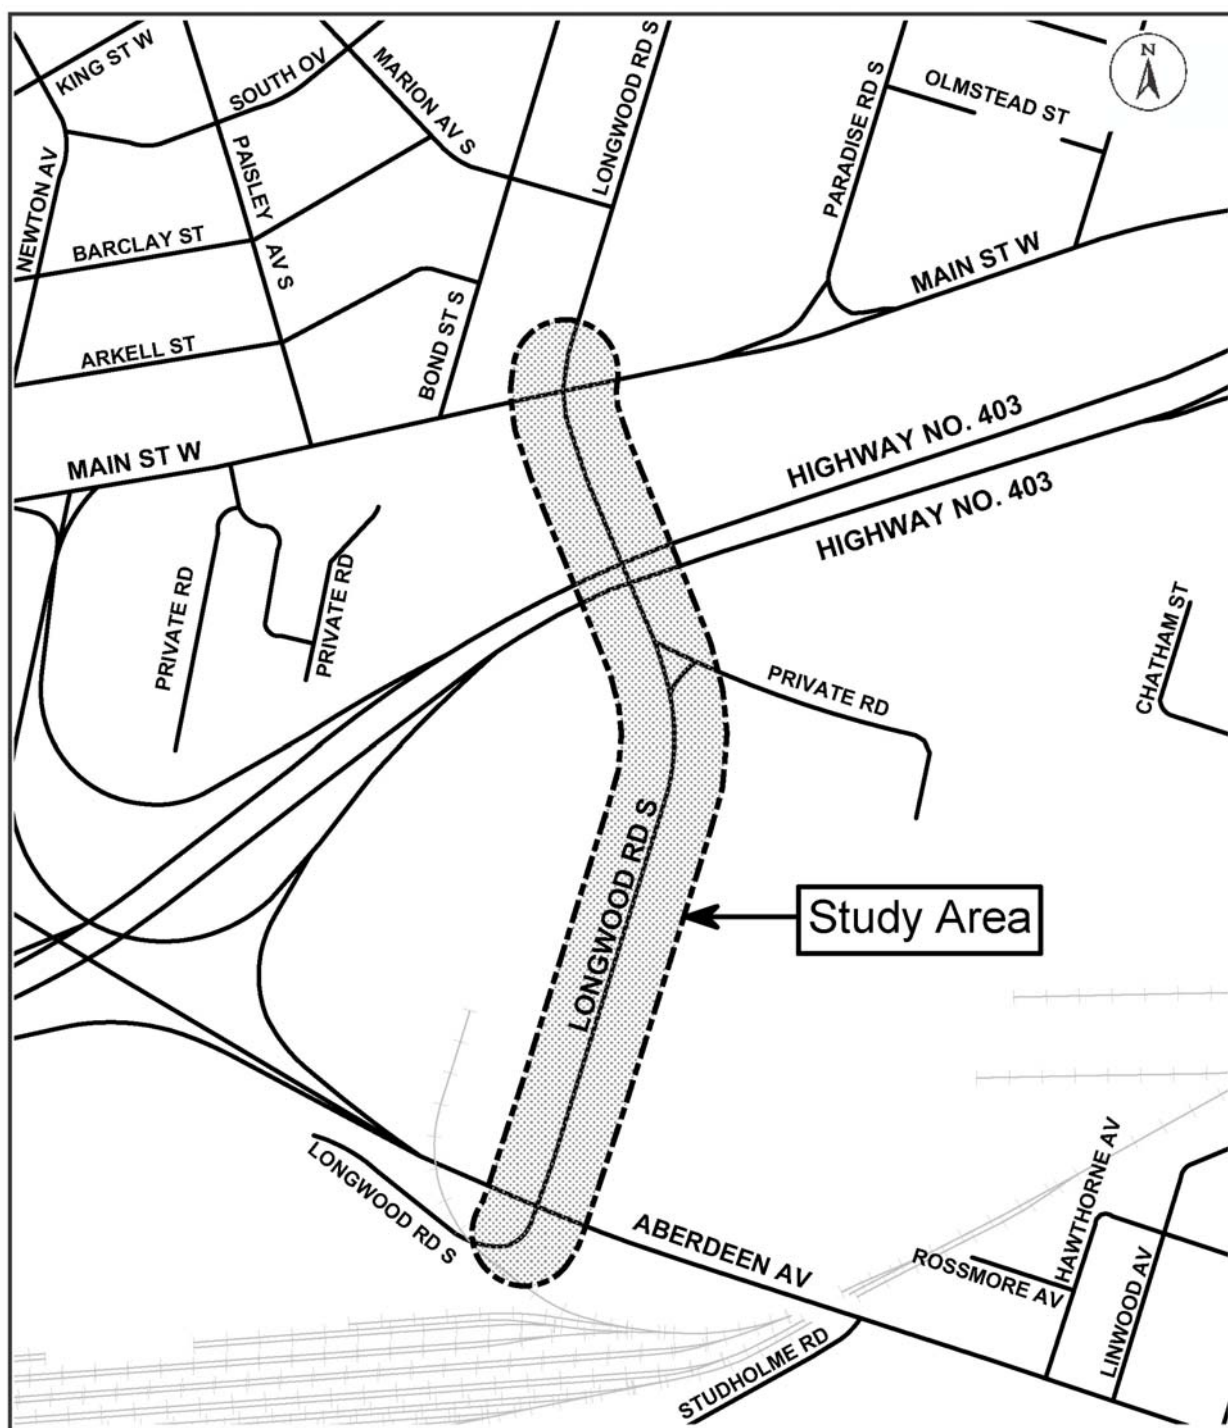 KING ST W
SOUTH OV
MARION AV S
LONGWOOD RD S
PARADISE RD S
OLMSTEAD ST
N
NEWTON AV
PAISLEY AV S
BARCLAY ST
MAIN ST W
ARKELL ST
BOND ST S
MAIN ST W
HIGHWAY NO. 403
HIGHWAY NO. 403
PRIVATE RD
PRIVATE RD
CHATHAM ST
PRIVATE RD
LONGWOOD RD S
Study Area
LONGWOOD RD S
ABERDEEN AV
HAWTHORNE AV
ROSSMORE AV
LINWOOD AV
STUDHOLME RD